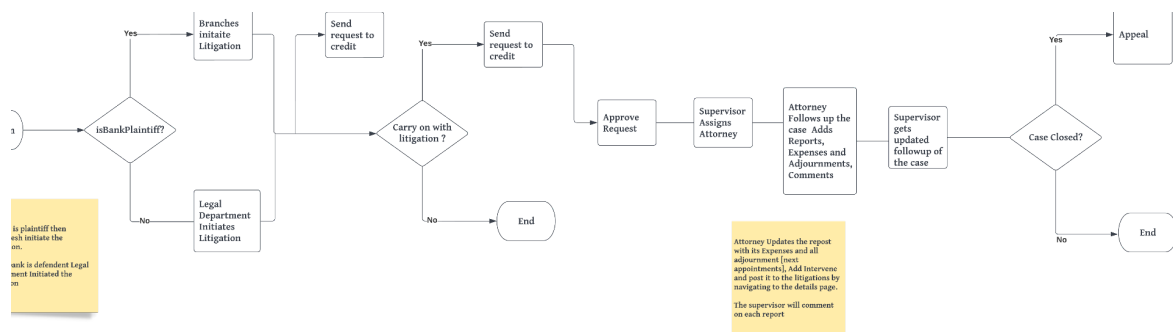 Branches
initaite
Litigation
Send
request to
credit
Yes
isBankPlaintiff?
No
Legal
Department
Initiates
Litigation
Carry on with
litigation ?
Yes
No
End
Send
request to
credit
Approve
Request
Supervisor
Assigns
Attorney
Attorney
Follows up the
case Adds
Reports,
Expenses and
Adjournments,
Comments
Supervisor
gets
updated
followup of
the case
Case Closed?
Yes
Appeal
No
End
is plaintiff then
initiate the
is defendent Legal
Initiated the
Attorney Updates the repost
with its Expenses and all
adjournment [next
appointments], Add Intervene
and post it to the litigations by
navigating to the details page.
The supervisor will comment
on each report